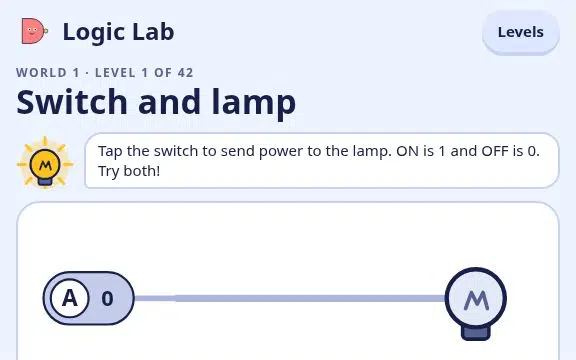 Logic Lab
Levels
WORLD 1 · LEVEL 1 OF 42
Switch and lamp
Tap the switch to send power to the lamp. ON is 1 and OFF is 0.
Try both!
A 0